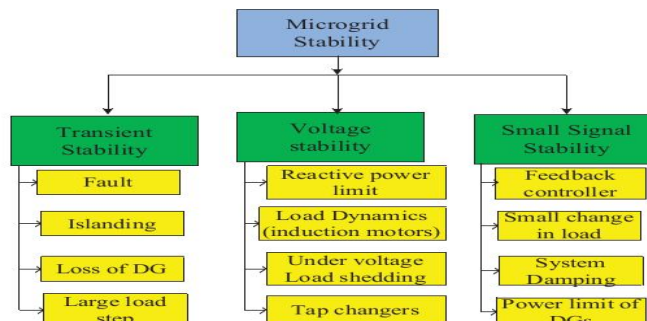 Microgrid
Stability
Transient
Stability
Fault
Islanding
Loss of DG
Large load
step
Voltage
stability
Reactive power
limit
Load Dynamics
(induction motors)
Under voltage
Load shedding
Tap changers
Small Signal
Stability
Feedback
controller
Small change
in load
System
Damping
Power limit of
DGs